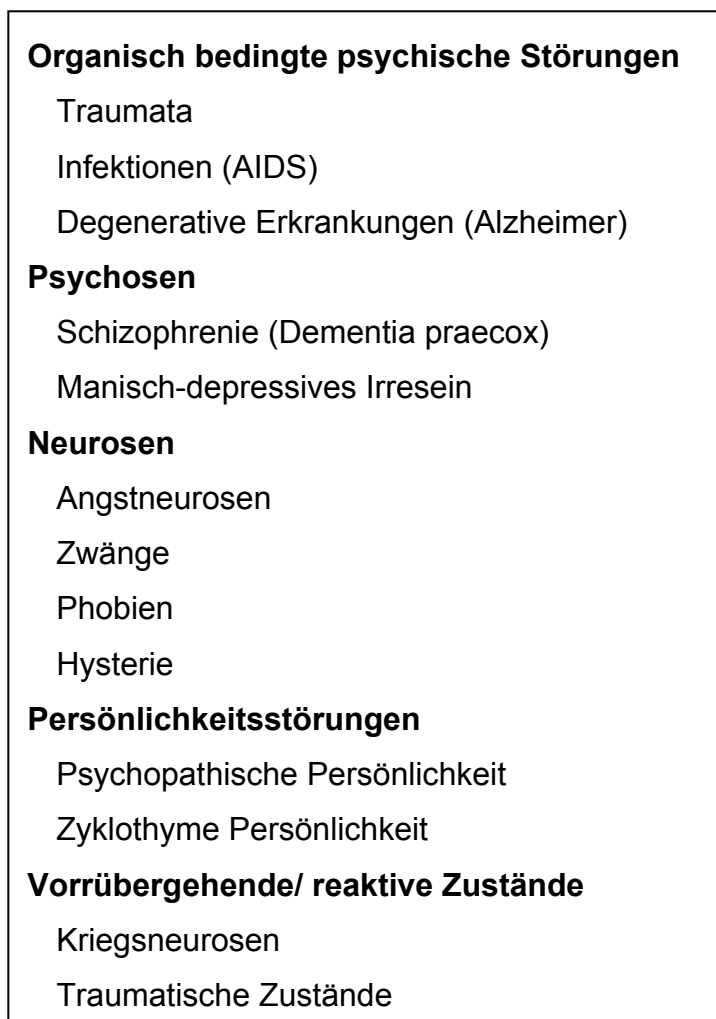 Organisch bedingte psychische Störungen
Traumata
Infektionen (AIDS)
Degenerative Erkrankungen (Alzheimer)
Psychosen
Schizophrenie (Dementia praecox)
Manisch-depressives Irresein
Neurosen
Angstneurosen
Zwänge
Phobien
Hysterie
Persönlichkeitsstörungen
Psychopathische Persönlichkeit
Zyklothyme Persönlichkeit
Vorrübergehende/ reaktive Zustände
Kriegsneurosen
Traumatische Zustände